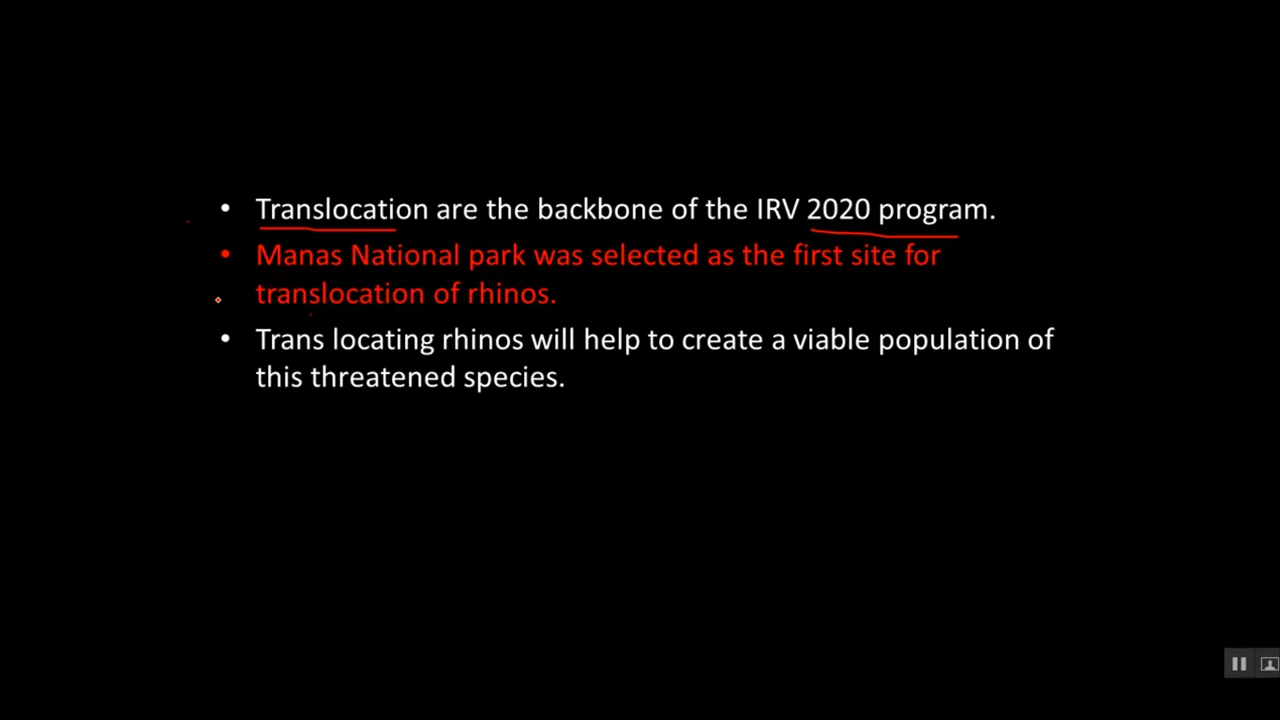 • Translocation are the backbone of the IRV 2020 program.
• Manas National park was selected as the first site for
translocation of rhinos.
• Trans locating rhinos will help to create a viable population of
this threatened species.